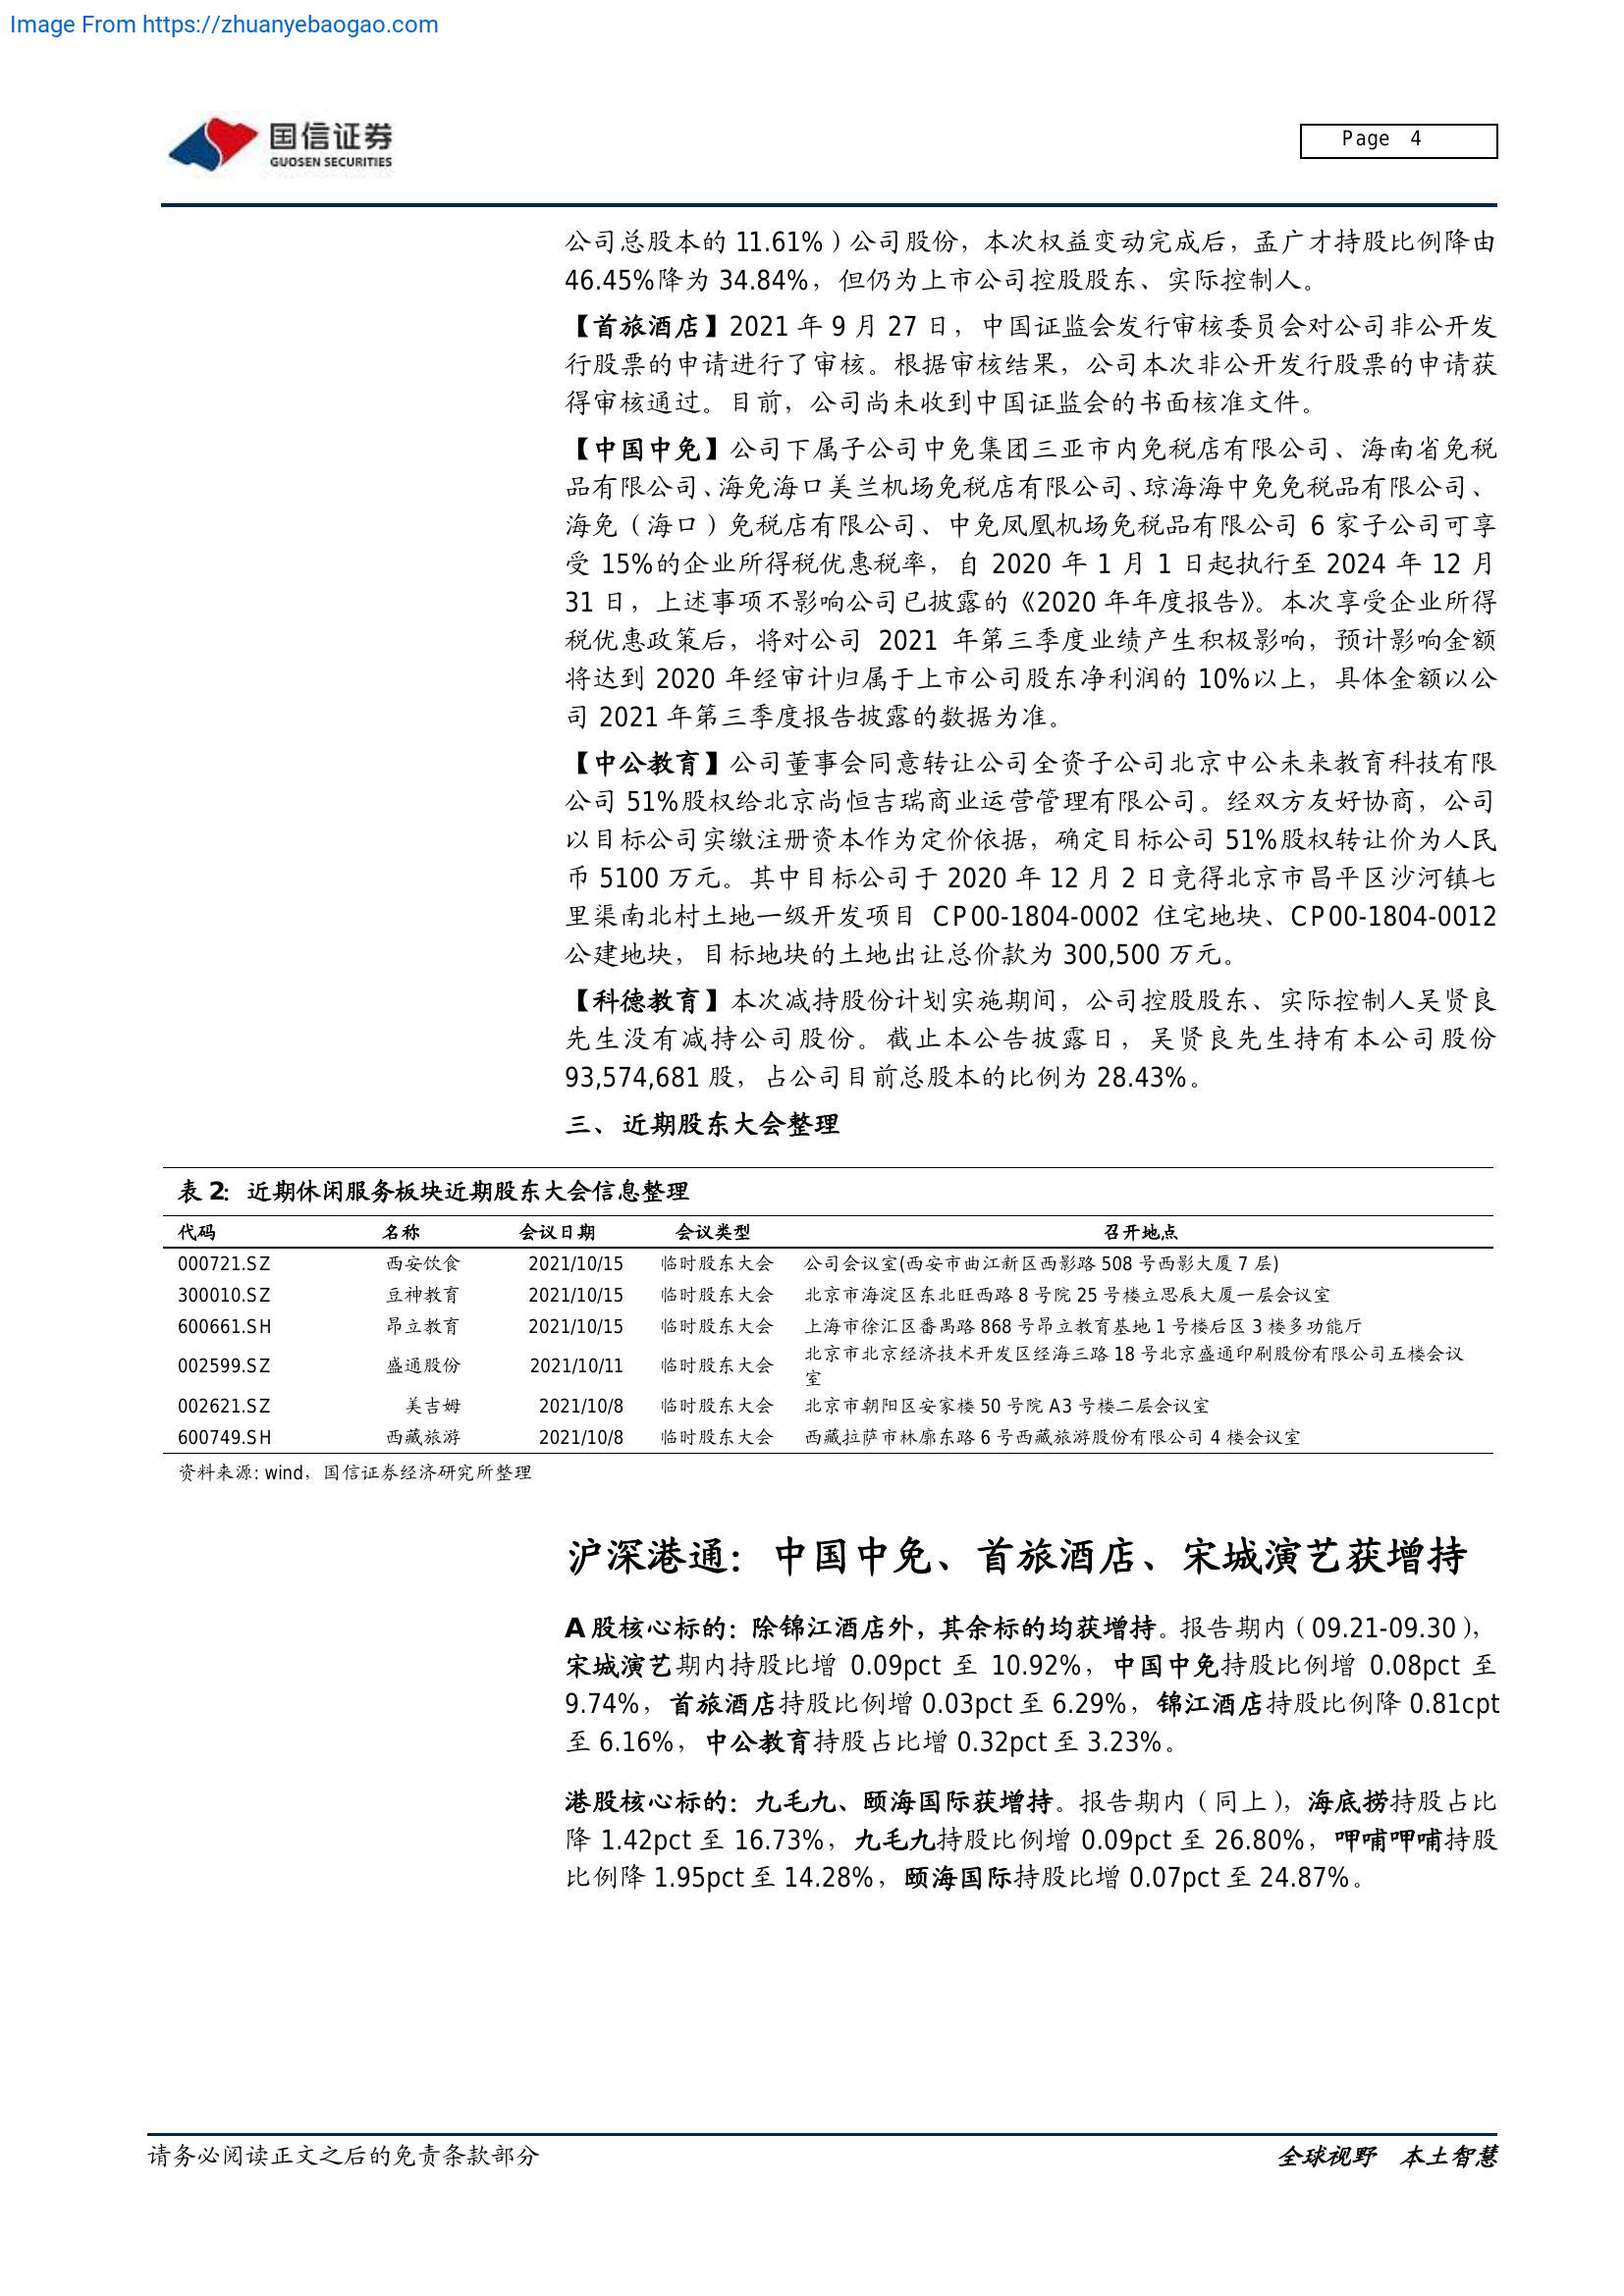 Image From https://zhuanyebaogao.com
国信证券
GUOSEN SECURITIES
Page 4
公司总股本的 11.61%）公司股份，本次权益变动完成后，孟广才持股比例降由
46.45%降为 34.84%，但仍为上市公司控股股东、实际控制人。
【首旅酒店】2021 年 9 月 27 日，中国证监会发行审核委员会对公司非公开发
行股票的申请进行了审核。根据审核结果，公司本次非公开发行股票的申请获
得审核通过。目前，公司尚未收到中国证监会的书面核准文件。
【中国中免】公司下属子公司中免集团三亚市内免税店有限公司、海南省免税
品有限公司、海免海口美兰机场免税店有限公司、琼海海中免免税品有限公司、
海免（海口）免税店有限公司、中免凤凰机场免税品有限公司 6 家子公司可享
受 15%的企业所得税优惠税率，自 2020 年 1 月 1 日起执行至 2024 年 12 月
31 日，上述事项不影响公司已披露的《2020 年年度报告》。本次享受企业所得
税优惠政策后，将对公司 2021 年第三季度业绩产生积极影响，预计影响金额
将达到 2020 年经审计归属于上市公司股东净利润的 10%以上，具体金额以公
司 2021 年第三季度报告披露的数据为准。
【中公教育】公司董事会同意转让公司全资子公司北京中公未来教育科技有限
公司 51%股权给北京尚恒吉瑞商业运营管理有限公司。经双方友好协商，公司
以目标公司实缴注册资本作为定价依据，确定目标公司 51%股权转让价为人民
币 5100 万元。其中目标公司于 2020 年 12 月 2 日竞得北京市昌平区沙河镇七
里渠南北村土地一级开发项目 CP00-1804-0002 住宅地块、CP00-1804-0012
公建地块，目标地块的土地出让总价款为 300,500 万元。
【科德教育】本次减持股份计划实施期间，公司控股股东、实际控制人吴贤良
先生没有减持公司股份。截止本公告披露日，吴贤良先生持有本公司股份
93,574,681 股，占公司目前总股本的比例为 28.43%。
三、近期股东大会整理
表 2：近期休闲服务板块近期股东大会信息整理
代码 名称 会议日期 会议类型 召开地点
000721.SZ 西安饮食 2021/10/15 临时股东大会 公司会议室(西安市曲江新区西影路 508 号西影大厦 7 层)
300010.SZ 豆神教育 2021/10/15 临时股东大会 北京市海淀区东北旺西路 8 号院 25 号楼立思辰大厦一层会议室
600661.SH 昂立教育 2021/10/15 临时股东大会 上海市徐汇区番禺路 868 号昂立教育基地 1 号楼后区 3 楼多功能厅
002599.SZ 盛通股份 2021/10/11 临时股东大会 北京市北京经济技术开发区经海三路 18 号北京盛通印刷股份有限公司五楼会议
室
002621.SZ 美吉姆 2021/10/8 临时股东大会 北京市朝阳区安家楼 50 号院 A3 号楼二层会议室
600749.SH 西藏旅游 2021/10/8 临时股东大会 西藏拉萨市林廓东路 6 号西藏旅游股份有限公司 4 楼会议室
资料来源: wind，国信证券经济研究所整理
沪深港通：中国中免、首旅酒店、宋城演艺获增持
A 股核心标的：除锦江酒店外，其余标的均获增持。报告期内（09.21-09.30），
宋城演艺期内持股比增 0.09pct 至 10.92%，中国中免持股比例增 0.08pct 至
9.74%，首旅酒店持股比例增 0.03pct 至 6.29%，锦江酒店持股比例降 0.81cpt
至 6.16%，中公教育持股占比增 0.32pct 至 3.23%。
港股核心标的：九毛九、颐海国际获增持。报告期内（同上），海底捞持股占比
降 1.42pct 至 16.73%，九毛九持股比例增 0.09pct 至 26.80%，呷哺呷哺持股
比例降 1.95pct 至 14.28%，颐海国际持股比增 0.07pct 至 24.87%。
请务必阅读正文之后的免责条款部分
全球视野 本土智慧